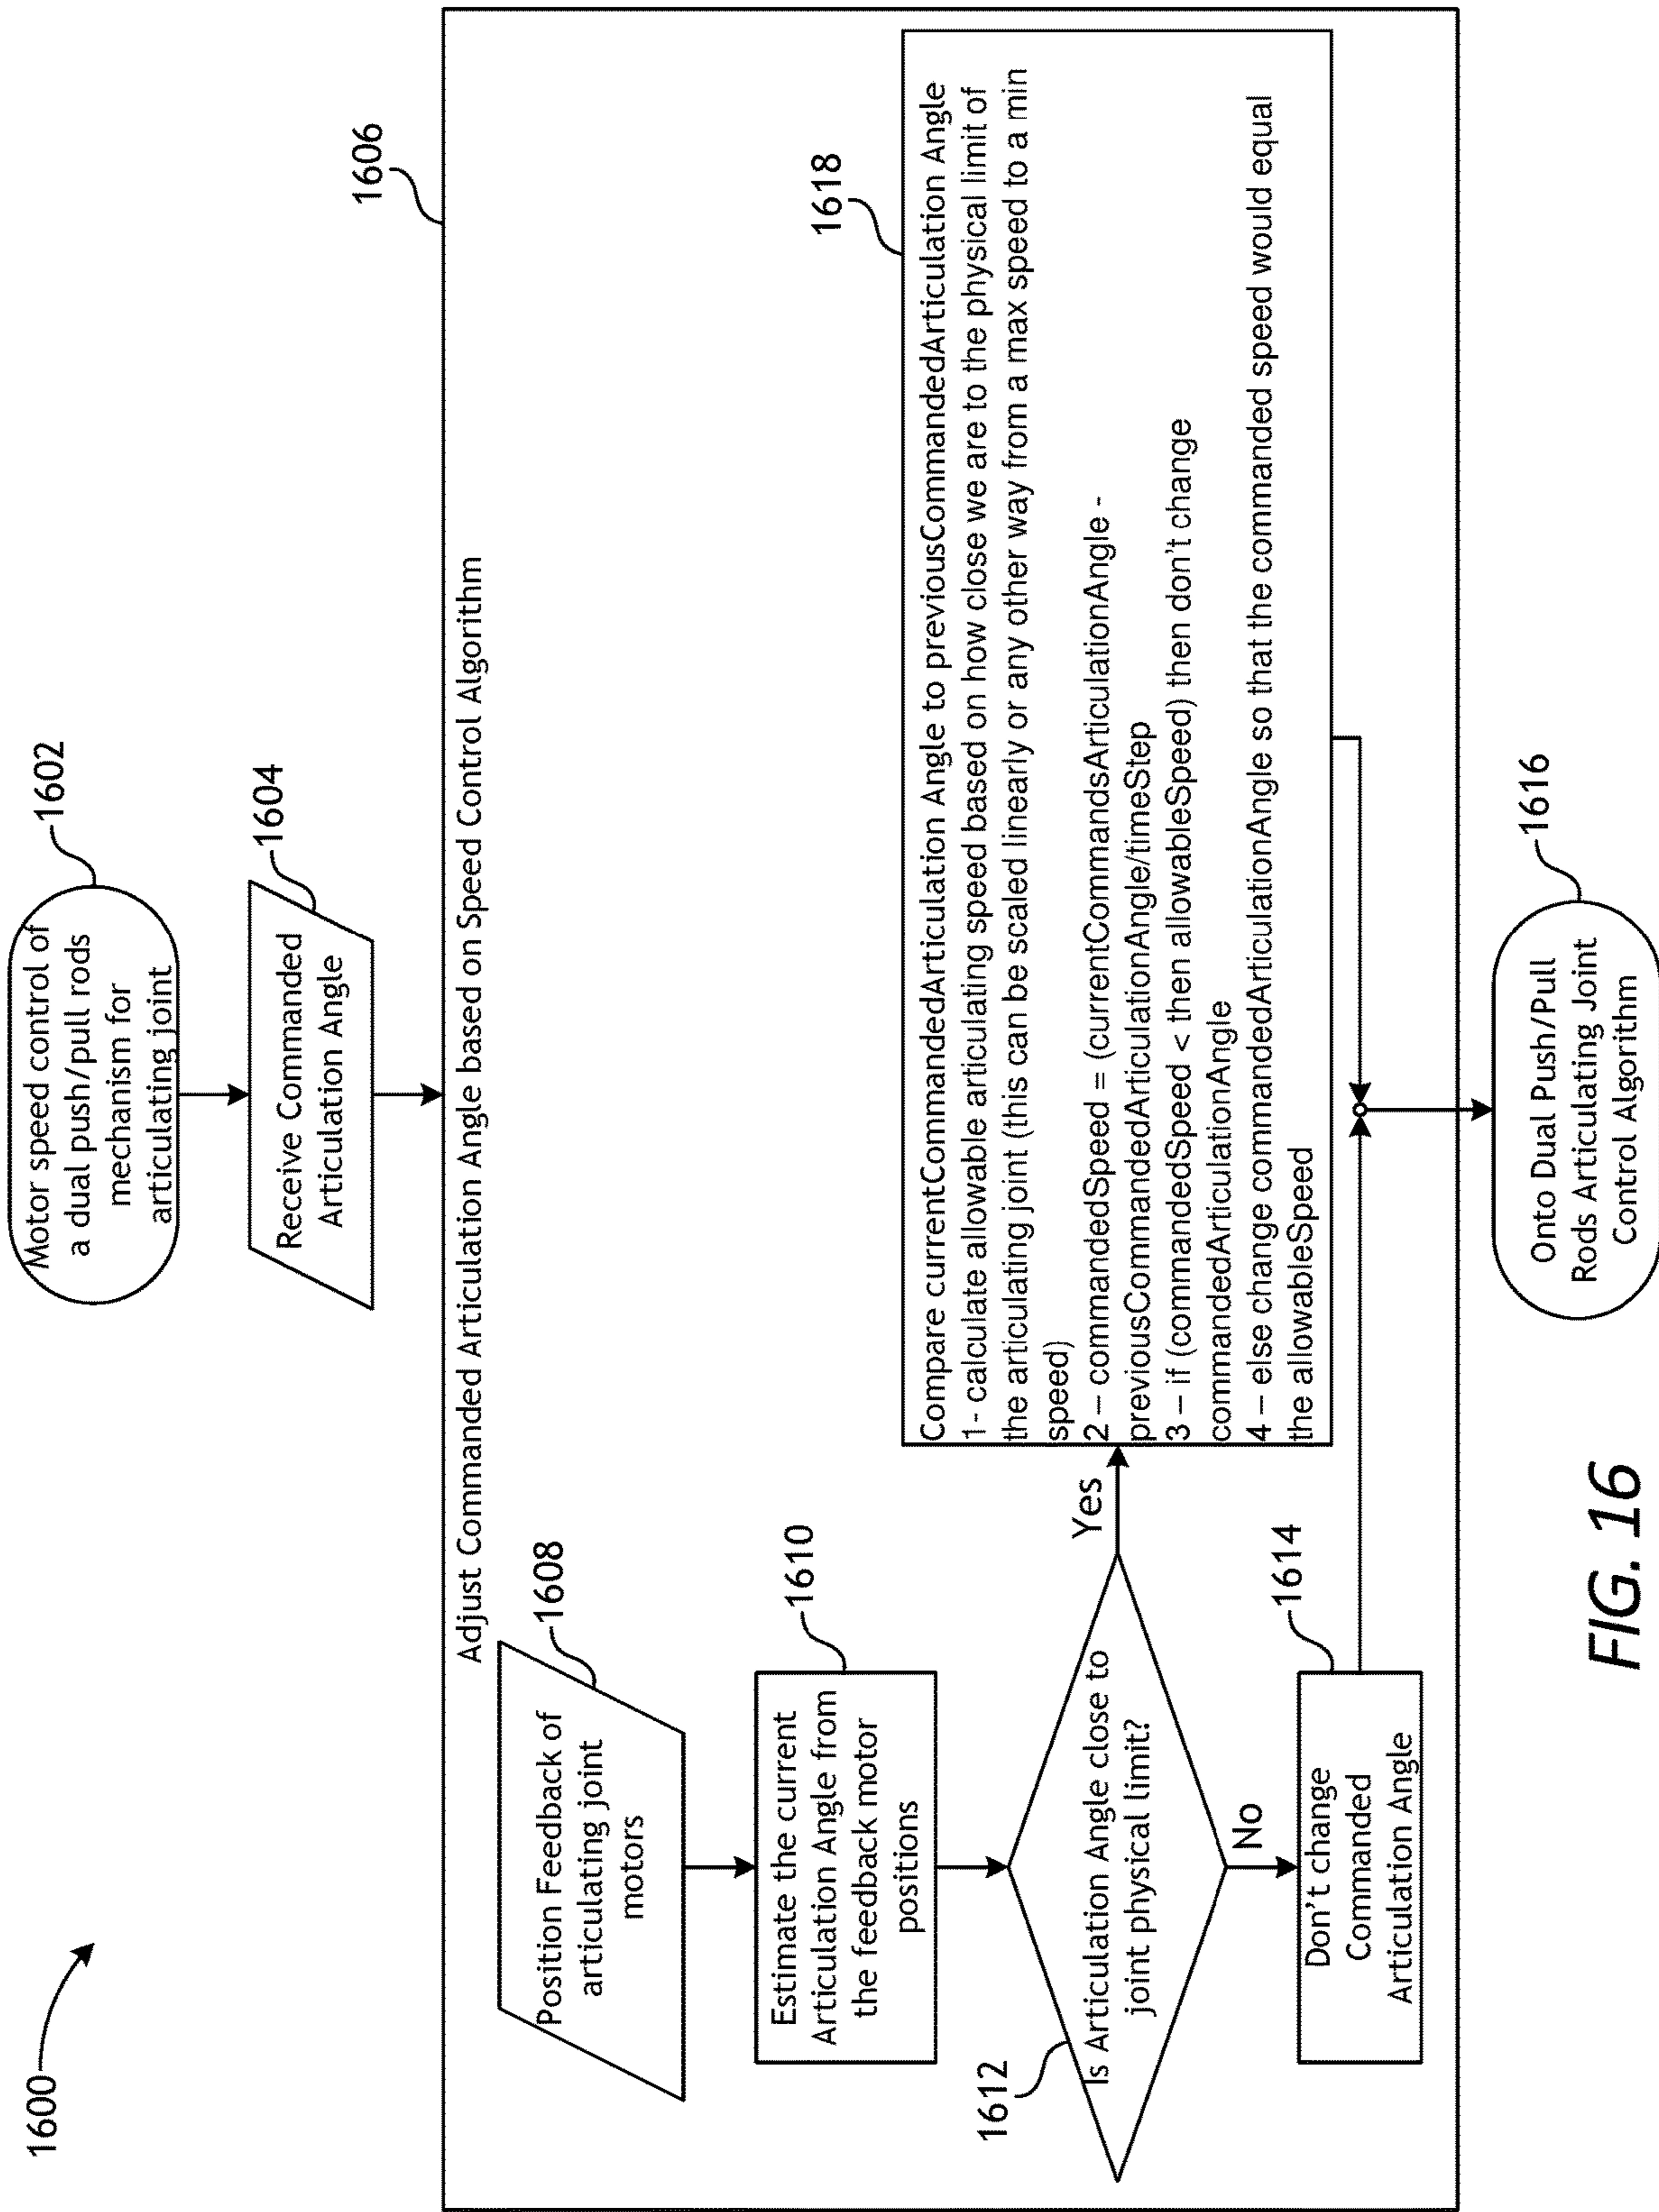 1600
Motor speed control of
a dual push/pull rods
mechanism for
articulating joint
1602
Receive Commanded
Articulation Angle
1604
1606
Adjust Commanded Articulation Angle based on Speed Control Algorithm
Position Feedback of
articulating joint
motors
1608
Estimate the current
Articulation Angle from
the feedback motor
positions
1610
1612
Is Articulation Angle close to
joint physical limit?
Yes
No
Don't change
Commanded
Articulation Angle
1614
1618
Compare currentCommandedArticulation Angle to previousCommandedArticulation Angle
1- calculate allowable articulating speed based on how close we are to the physical limit of
the articulating joint (this can be scaled linearly or any other way from a max speed to a min
speed)
2 – commandedSpeed = (currentCommandsArticulationAngle -
previousCommandedArticulationAngle/timeStep
3 – if (commandedSpeed < then allowableSpeed) then don't change
commandedArticulationAngle
4 – else change commandedArticulationAngle so that the commanded speed would equal
the allowableSpeed
Onto Dual Push/Pull
Rods Articulating Joint
Control Algorithm
1616
FIG. 16